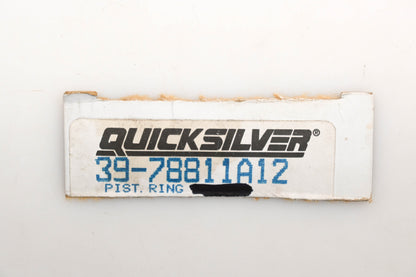 QUICKSILVER®
39-78811A12
PIST. RING